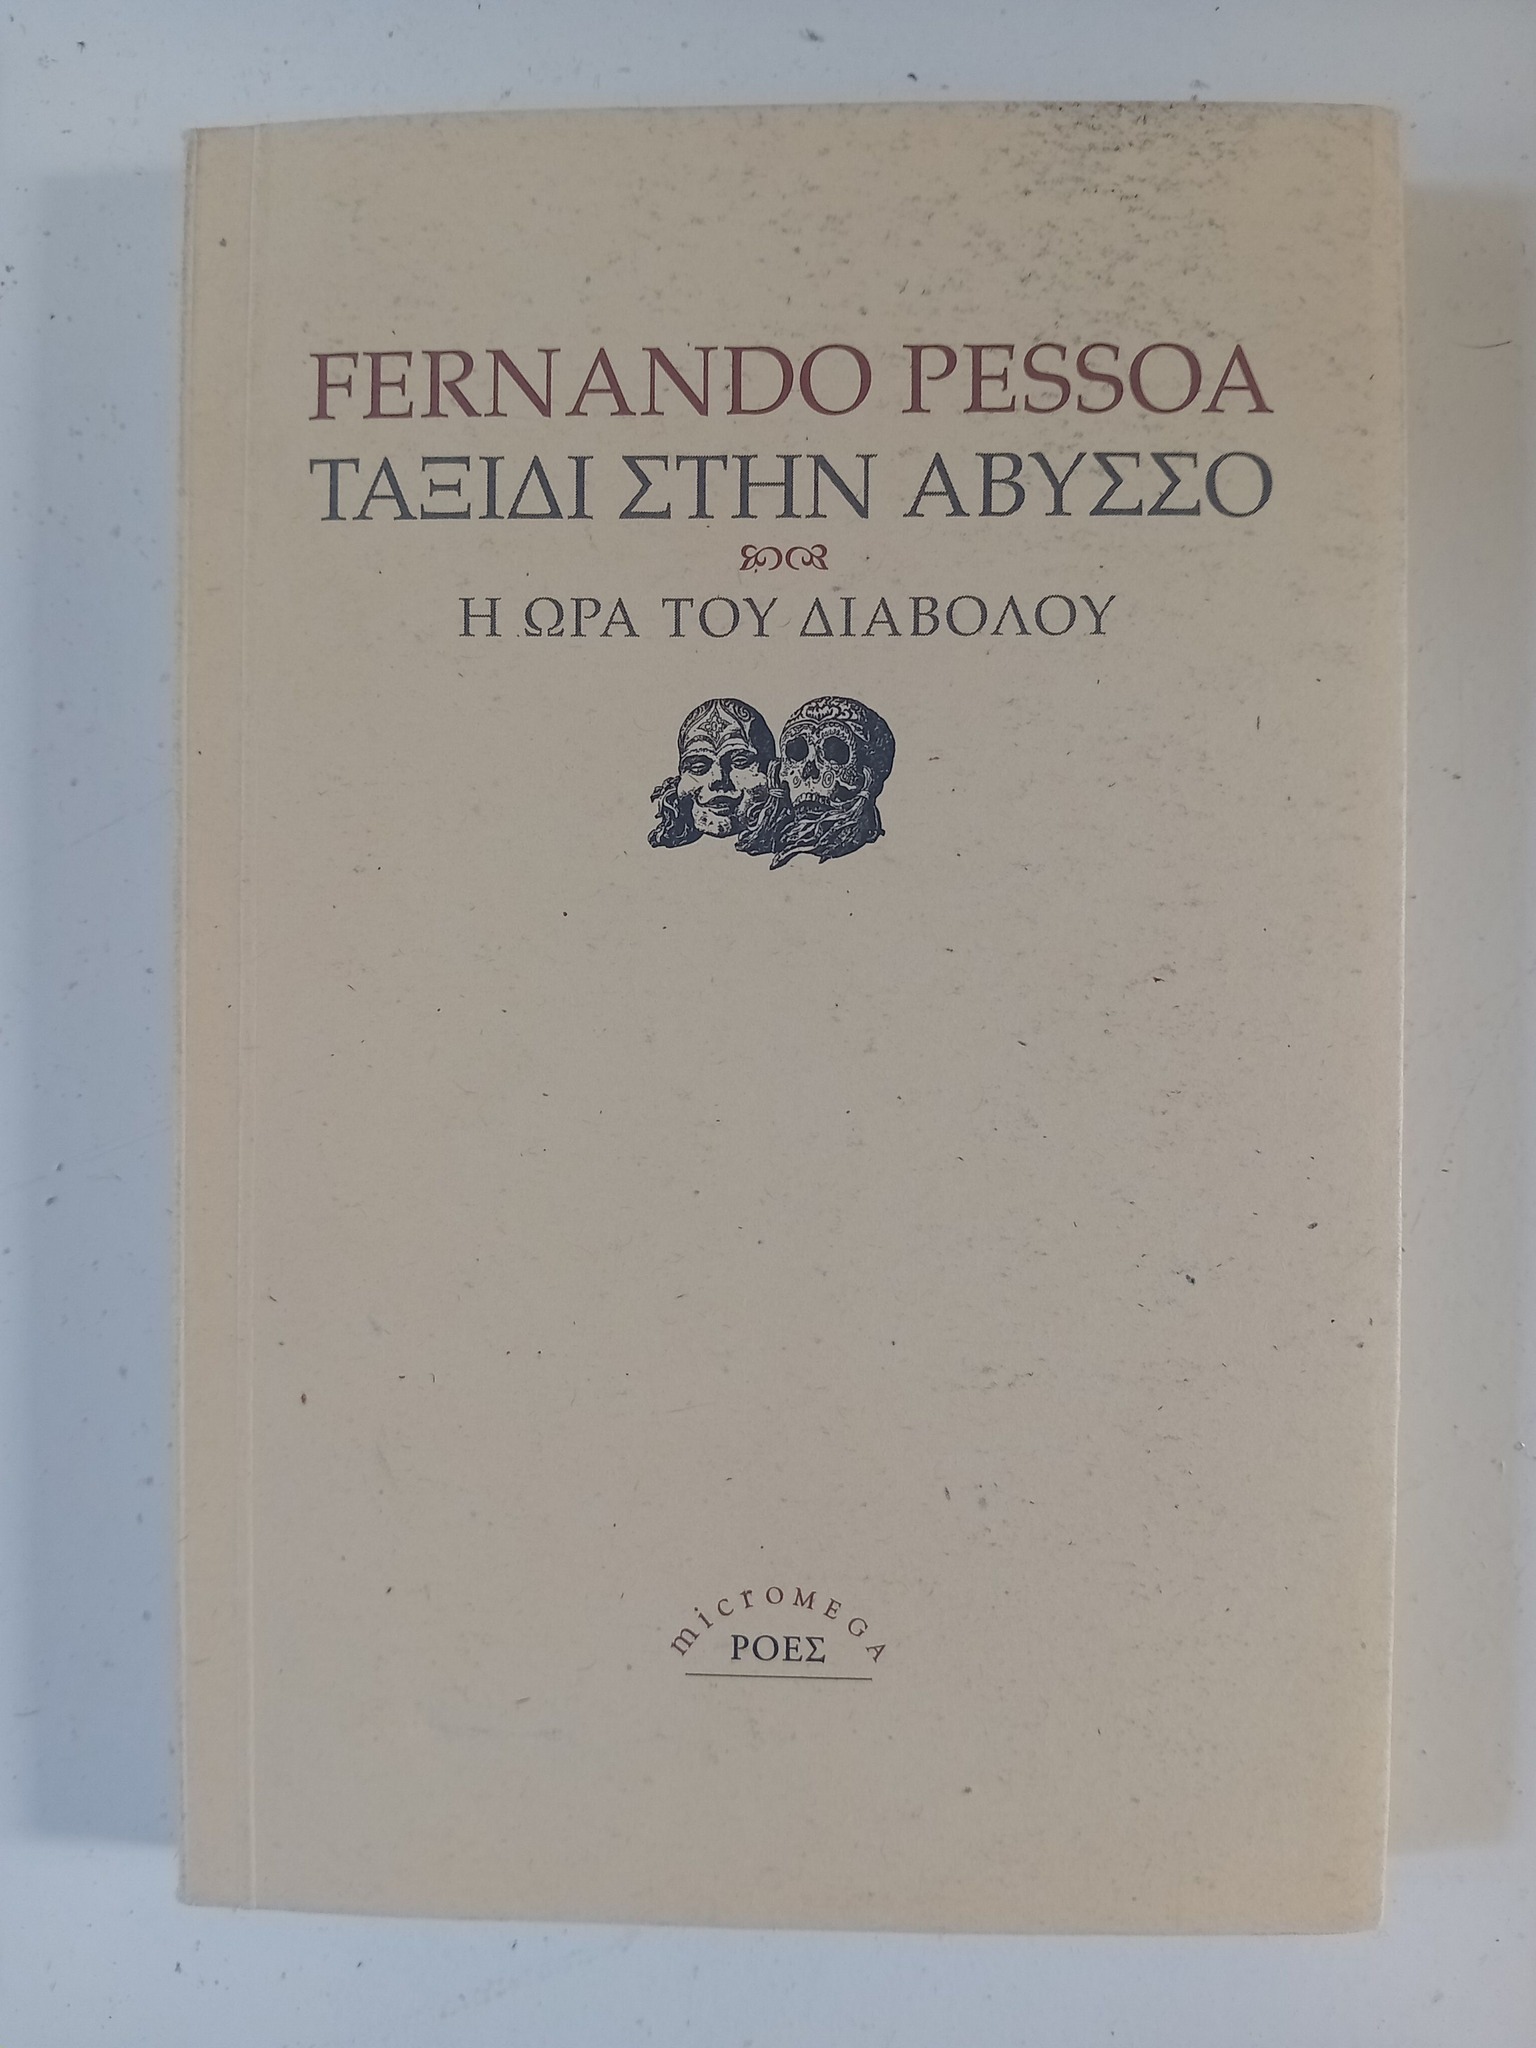 FERNANDO PESSOA
ΤΑΞΙΔΙ ΣΤΗΝ ΑΒΥΣΣΟ
Η ΩΡΑ ΤΟΥ ΔΙΑΒΟΛΟΥ
micrOMEGA
ΡΟΕΣ